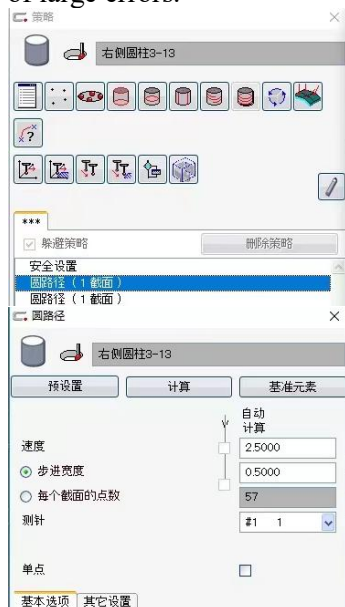 of large errors.
策略
右侧圆柱3-13
***
躲避策略
删除策略
安全设置
圆路径（1截面）
圆路径（1截面）
圆路径
右侧圆柱3-13
预设置
计算
基准元素
自动
计算
速度
2.5000
步进宽度
0.5000
每个截面的点数
57
测针
#1 1
单点
基本选项
其它设置